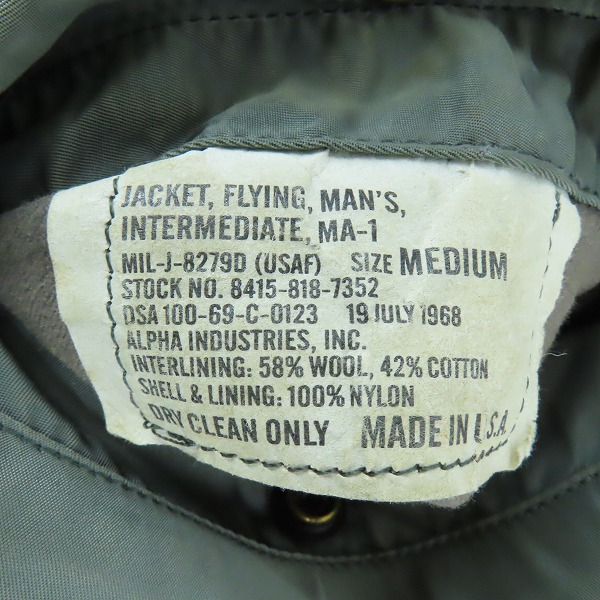 JACKET, FLYING, MAN'S,
INTERMEDIATE, MA-1
MIL-J-8279D (USAF) SIZE MEDIUM
STOCK NO. 8415-818-7352
DSA 100-69-C-0123 19 JULY 1968
ALPHA INDUSTRIES, INC.
INTERLINING: 58% WOOL, 42% COTTON
SHELL & LINING: 100% NYLON
DRY CLEAN ONLY MADE IN U.S.A.